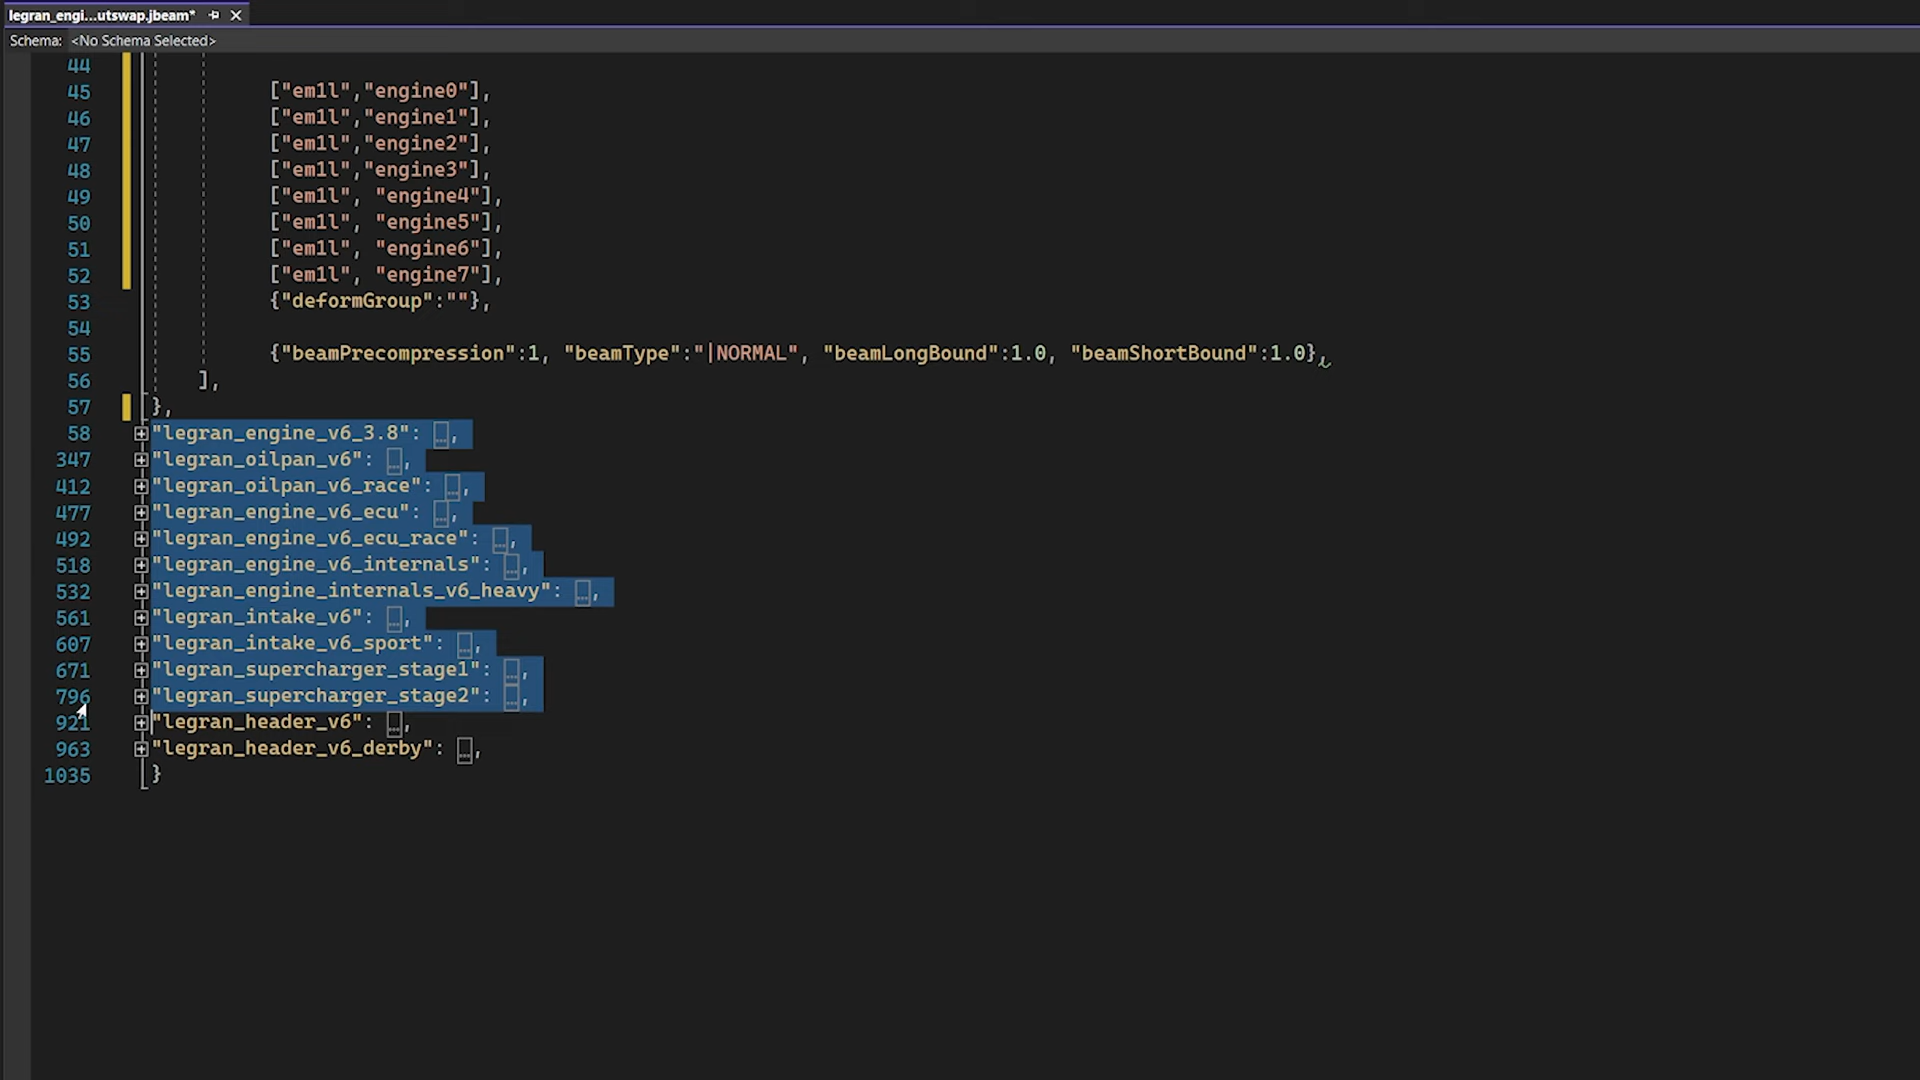 legran_engi...utswap.jbeam*
Schema: <No Schema Selected>
44
45 ["em1l","engine0"],
46 ["em1l","engine1"],
47 ["em1l","engine2"],
48 ["em1l","engine3"],
49 ["em1l", "engine4"],
50 ["em1l", "engine5"],
51 ["em1l", "engine6"],
52 ["em1l", "engine7"],
53 {"deformGroup":""},
54
55 {"beamPrecompression":1, "beamType":"|NORMAL", "beamLongBound":1.0, "beamShortBound":1.0},
56 ],
57 },
58 "legran_engine_v6_3.8": ...,
347 "legran_oilpan_v6": ...,
412 "legran_oilpan_v6_race": ...,
477 "legran_engine_v6_ecu": ...,
492 "legran_engine_v6_ecu_race": ...,
518 "legran_engine_v6_internals": ...,
532 "legran_engine_internals_v6_heavy": ...,
561 "legran_intake_v6": ...,
607 "legran_intake_v6_sport": ...,
671 "legran_supercharger_stage1": ...,
796 "legran_supercharger_stage2": ...,
921 "legran_header_v6": ...,
963 "legran_header_v6_derby": ...,
1035 }